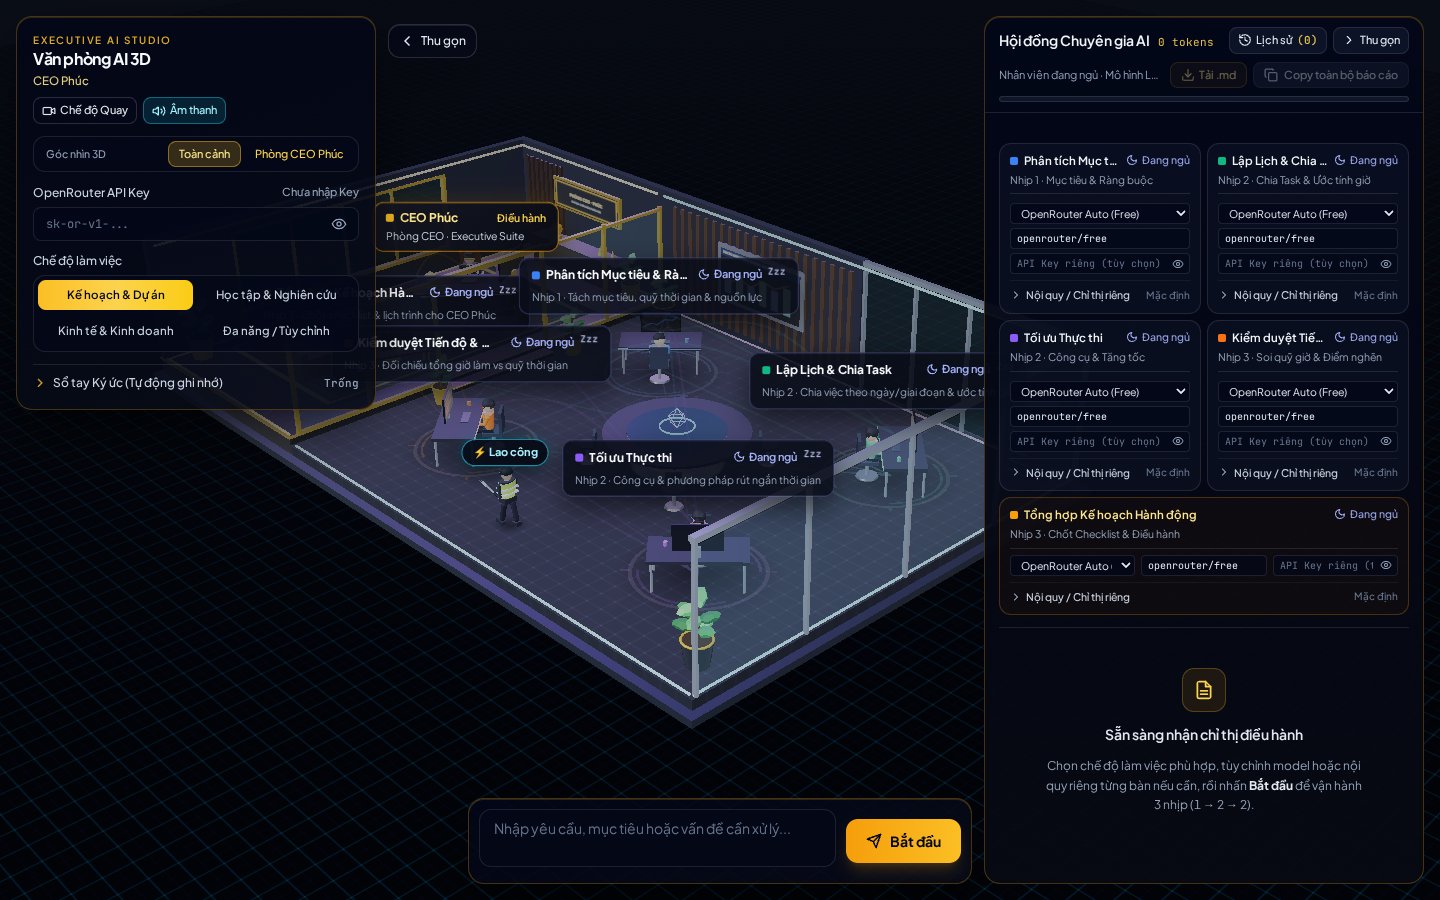 EXECUTIVE AI STUDIO
Văn phòng AI 3D
CEO Phúc
Chế độ Quay
Âm thanh
Góc nhìn 3D
Toàn cảnh
Phòng CEO Phúc
OpenRouter API Key
Chưa nhập Key
sk-or-v1-...
Chế độ làm việc
Kế hoạch & Dự án
Học tập & Nghiên cứu
Kinh tế & Kinh doanh
Đa năng / Tùy chỉnh
Sổ tay Ký ức (Tự động ghi nhớ)
Trống
Thu gọn
CEO Phúc
Điều hành
Phòng CEO · Executive Suite
Phân tích Mục tiêu & Rà...
Đang ngủ
Zzz
Nhịp 1 · Tách mục tiêu, quỹ thời gian & nguồn lực
ạch Hà...
Đang ngủ
Zzz
& lịch trình cho CEO Phúc
Kiểm duyệt Tiến độ & ...
Đang ngủ
Zzz
Nhịp 3 · Đối chiếu tổng giờ làm vs quỹ thời gian
Lập Lịch & Chia Task
Đang ng
Nhịp 2 · Chia việc theo ngày/giai đoạn & ước tí
Lao công
Tối ưu Thực thi
Đang ngủ
Zzz
Nhịp 2 · Công cụ & phương pháp rút ngắn thời gian
Nhập yêu cầu, mục tiêu hoặc vấn đề cần xử lý...
Bắt đầu
Hội đồng Chuyên gia AI
0 tokens
Lịch sử (0)
Thu gọn
Nhân viên đang ngủ · Mô hình L...
Tải .md
Copy toàn bộ báo cáo
Phân tích Mục t...
Đang ngủ
Nhịp 1 · Mục tiêu & Ràng buộc
OpenRouter Auto (Free)
openrouter/free
API Key riêng (tùy chọn)
Nội quy / Chỉ thị riêng
Mặc định
Lập Lịch & Chia ...
Đang ngủ
Nhịp 2 · Chia Task & Ước tính giờ
OpenRouter Auto (Free)
openrouter/free
API Key riêng (tùy chọn)
Nội quy / Chỉ thị riêng
Mặc định
Tối ưu Thực thi
Đang ngủ
Nhịp 2 · Công cụ & Tăng tốc
OpenRouter Auto (Free)
openrouter/free
API Key riêng (tùy chọn)
Nội quy / Chỉ thị riêng
Mặc định
Kiểm duyệt Tiế...
Đang ngủ
Nhịp 3 · Soi quỹ giờ & Điểm nghẽn
OpenRouter Auto (Free)
openrouter/free
API Key riêng (tùy chọn)
Nội quy / Chỉ thị riêng
Mặc định
Tổng hợp Kế hoạch Hành động
Đang ngủ
Nhịp 3 · Chốt Checklist & Điều hành
OpenRouter Auto (
openrouter/free
API Key riêng (t
Nội quy / Chỉ thị riêng
Mặc định
Sẵn sàng nhận chỉ thị điều hành
Chọn chế độ làm việc phù hợp, tùy chỉnh model hoặc nội
quy riêng từng bàn nếu cần, rồi nhấn Bắt đầu để vận hành
3 nhịp (1 → 2 → 2).